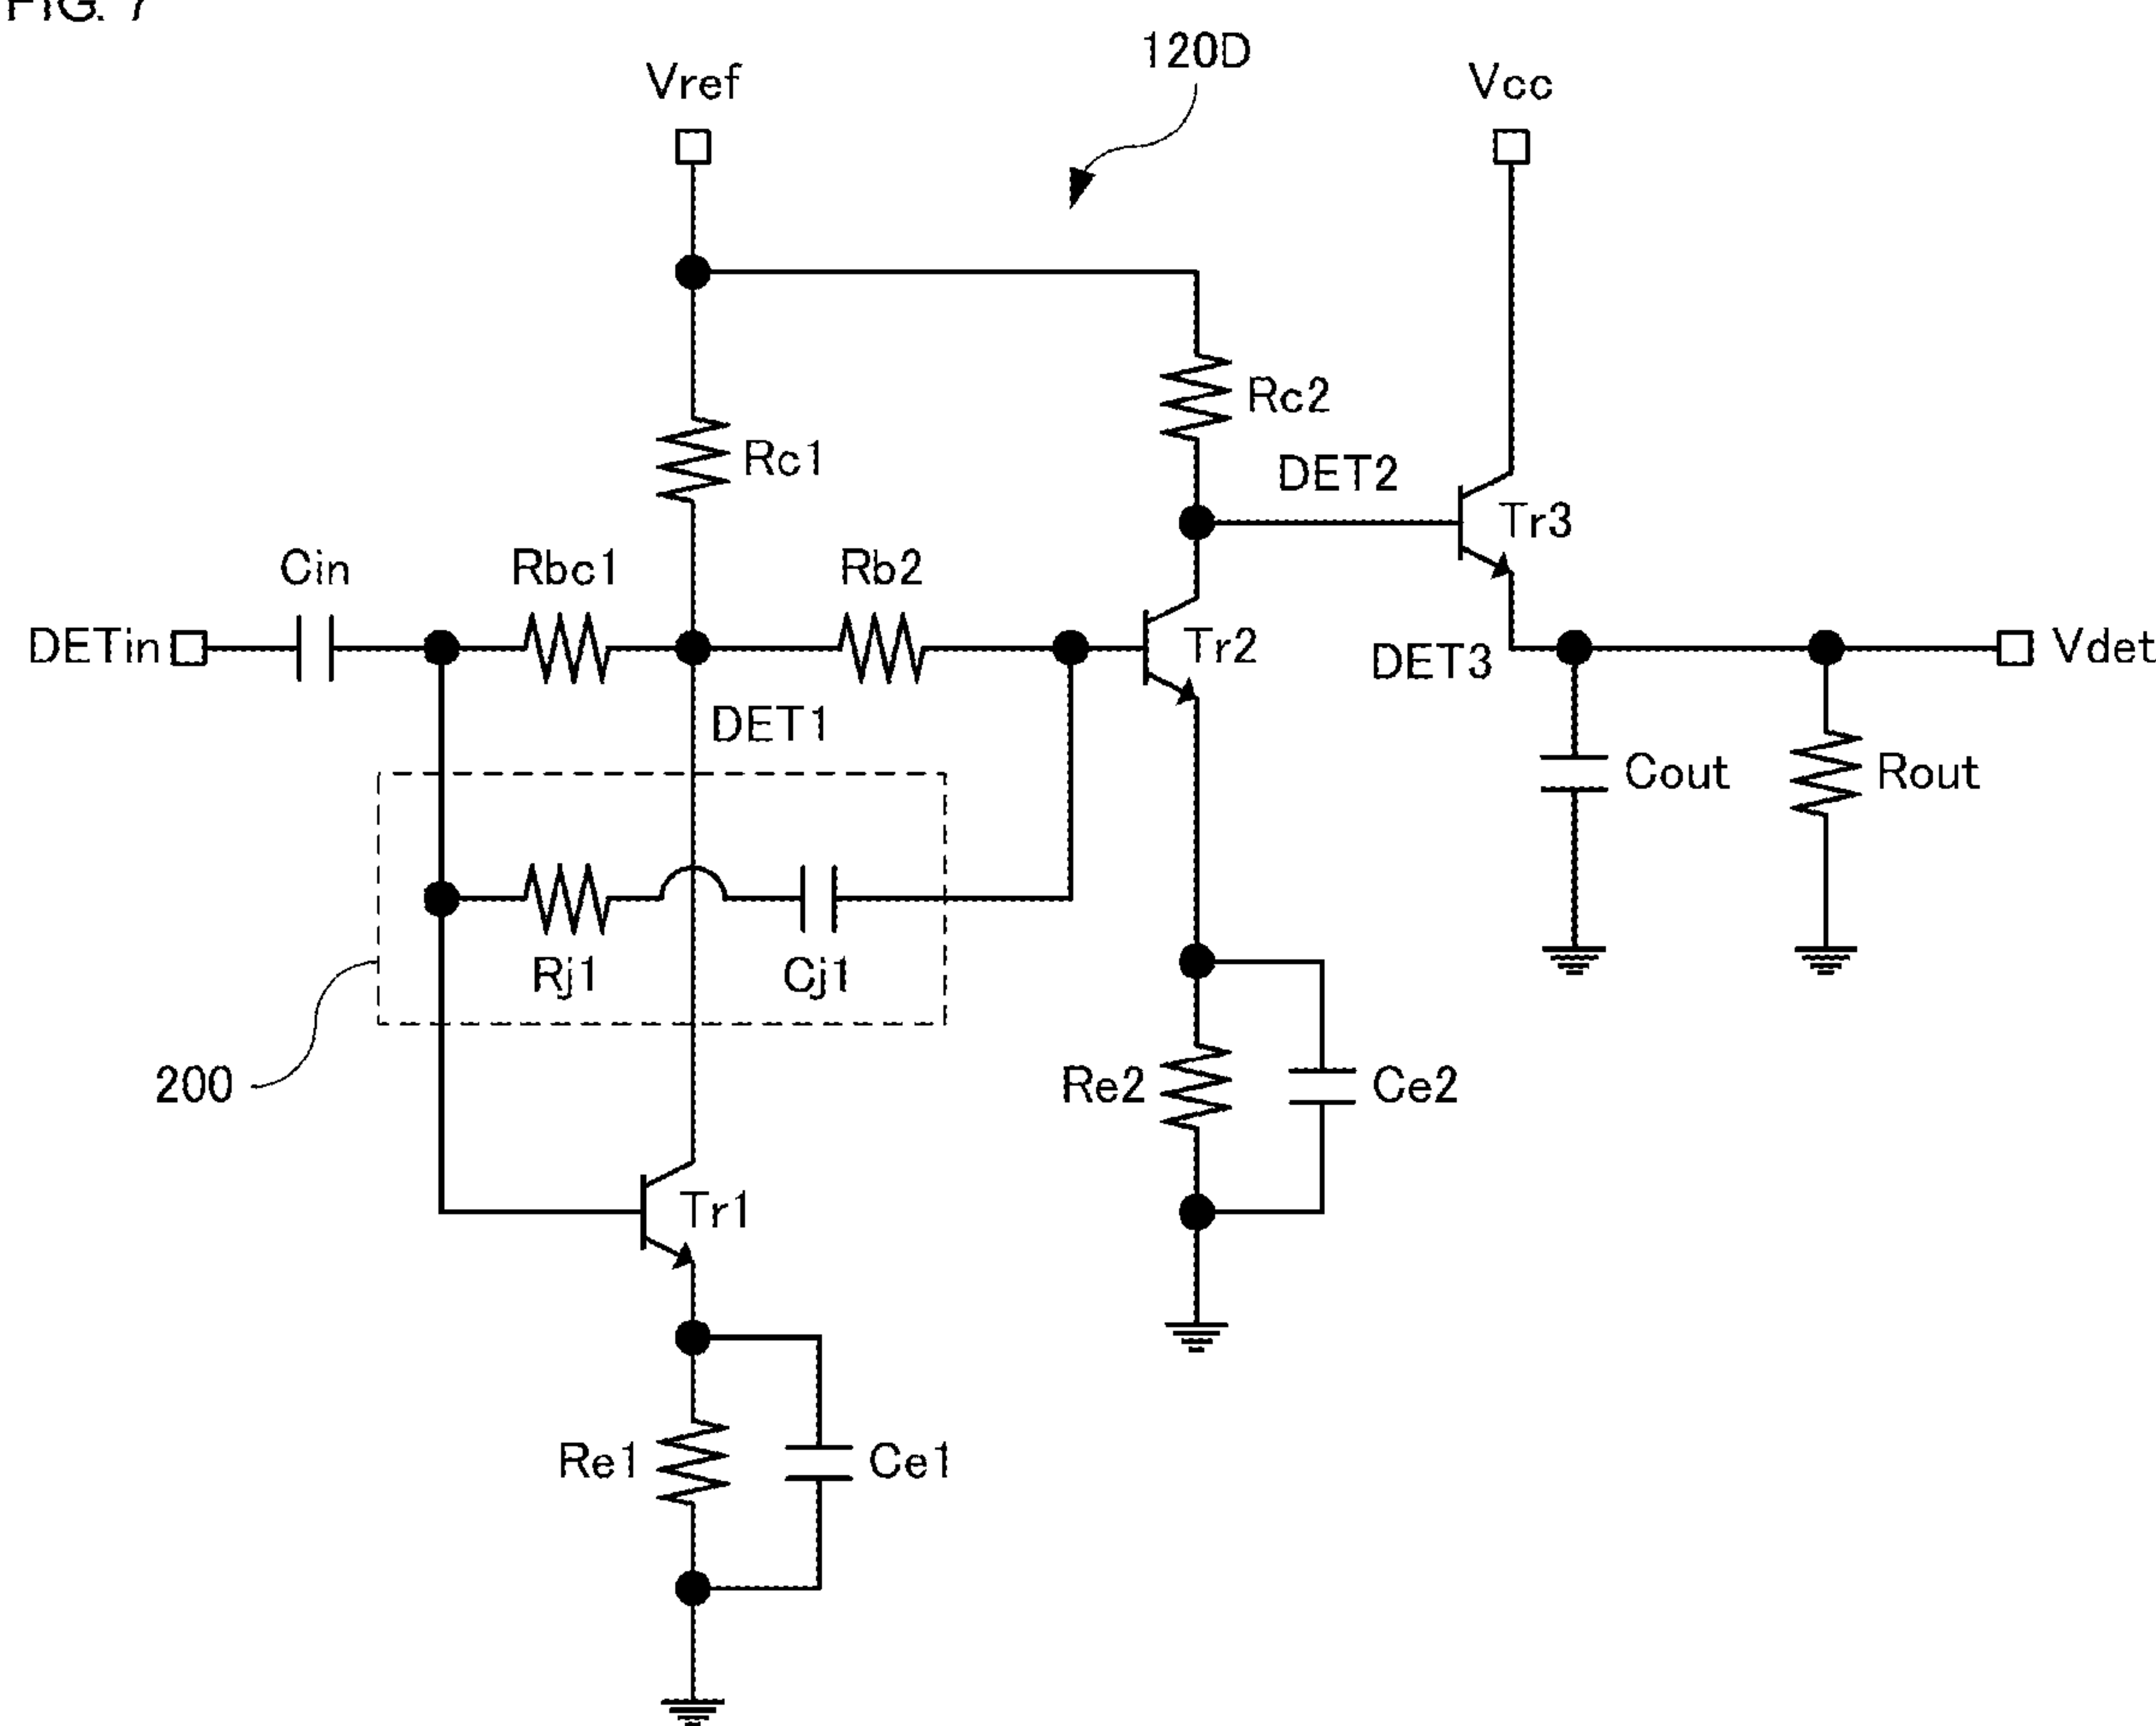 FIG. 7
120D
Vref
Vcc
Rc2
Rc1
DET2
Tr3
Cin
Rbc1
Rb2
DETin
Tr2
DET3
Vdet
DET1
Cout
Rout
Rj1
Cj1
200
Re2
Ce2
Tr1
Re1
Ce1